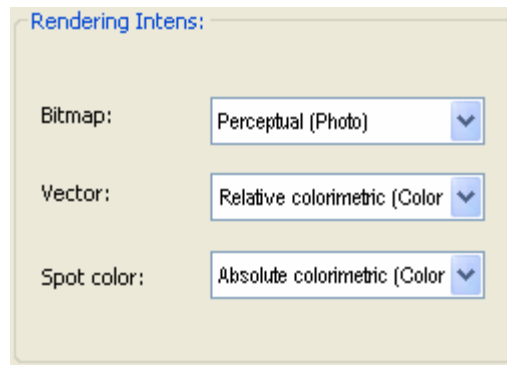 Rendering Intens:
Bitmap: Perceptual (Photo)
Vector: Relative colorimetric (Color
Spot color: Absolute colorimetric (Color